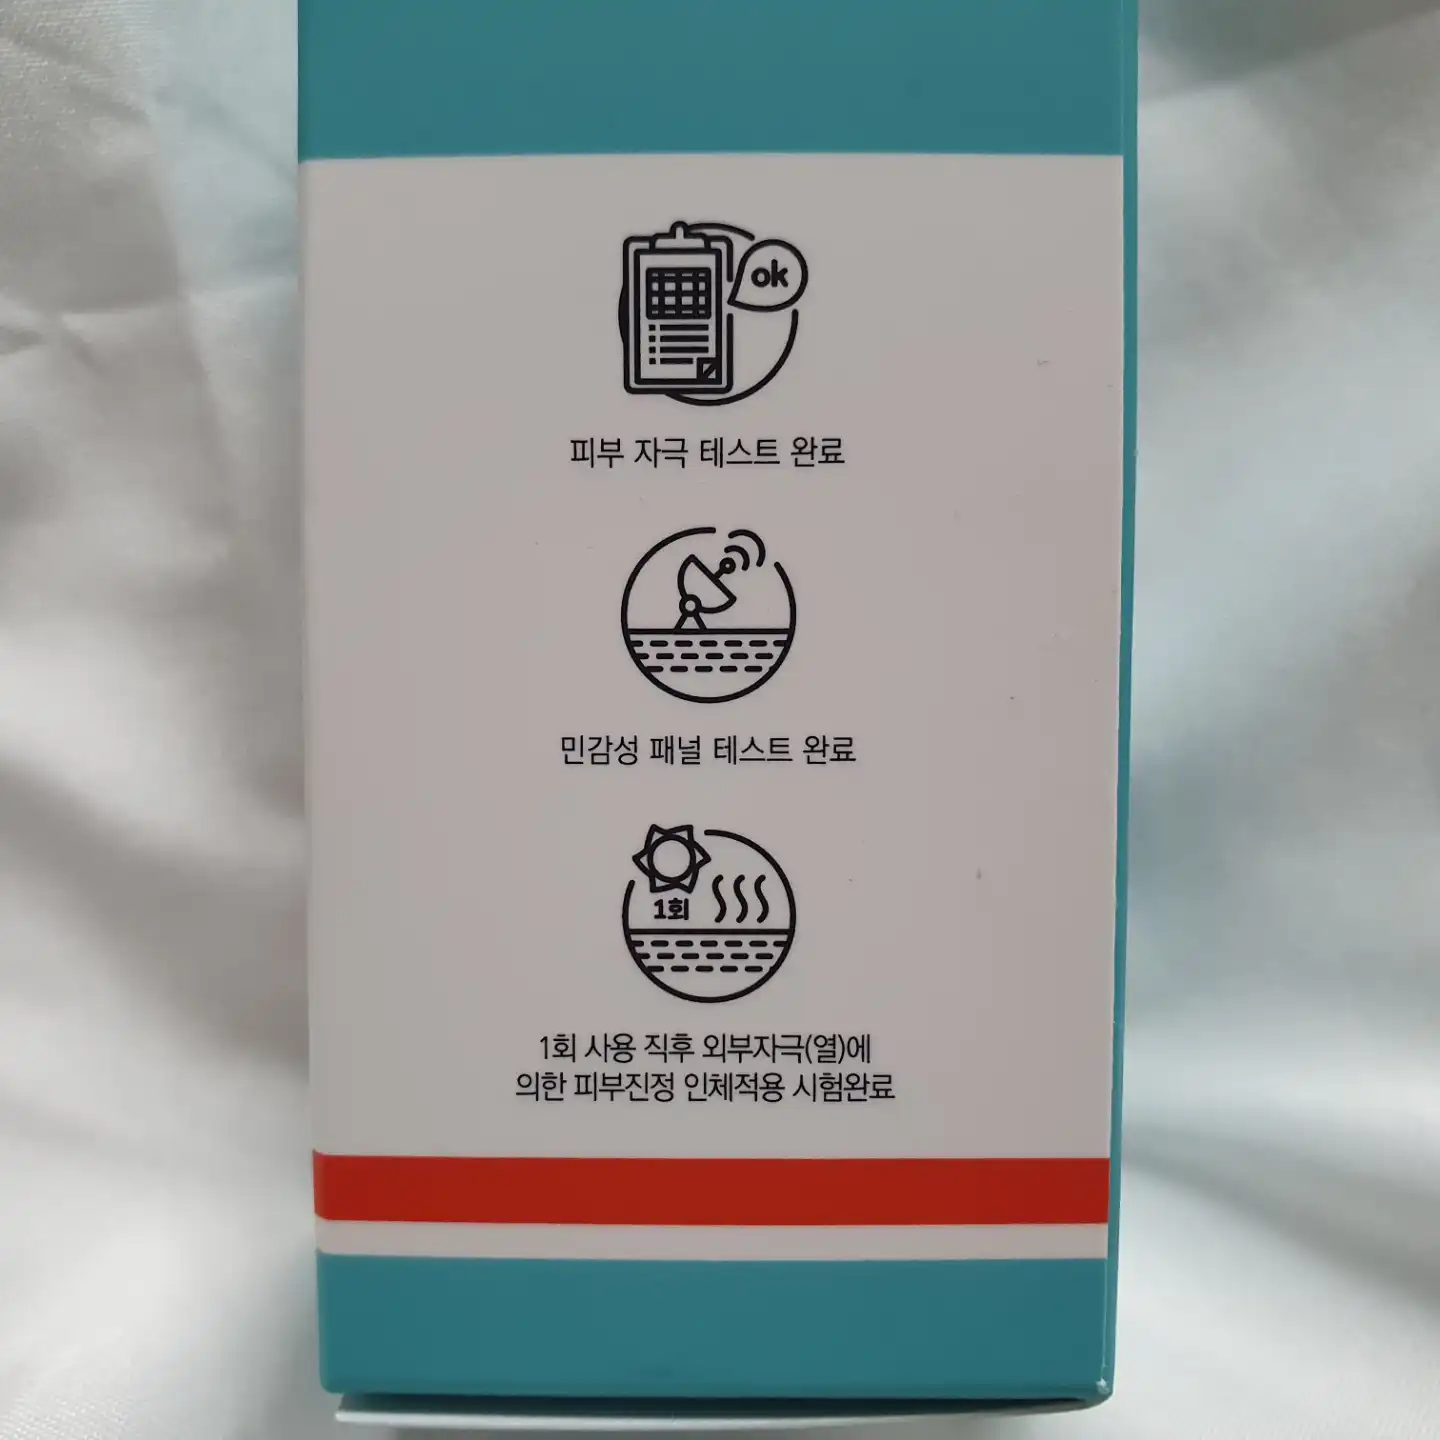 ok
피부 자극 테스트 완료
민감성 패널 테스트 완료
1회
1회 사용 직후 외부자극(열)에
의한 피부진정 인체적용 시험완료